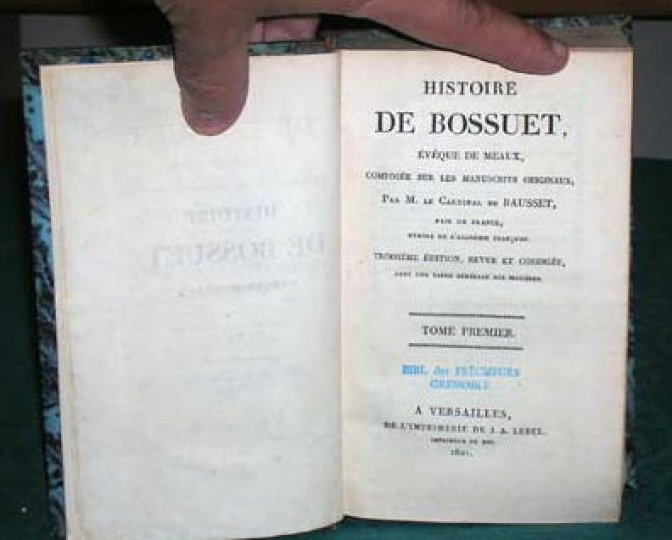 HISTOIRE
DE BOSSUET,
ÉVÊQUE DE MEAUX,
COMPOSÉE SUR LES MANUSCRITS ORIGINAUX,
PAR M. LE CARDINAL DE BAUSSET,
PAIR DE FRANCE,
MEMBRE DE L'ACADÉMIE FRANÇAISE.
TROISIÈME ÉDITION, REVUE ET CORRIGÉE,
AVEC UNE TABLE GÉNÉRALE DES MATIÈRES.
TOME PREMIER.
BIBL. des FRÊCHEURS
GRENOBLE
A VERSAILLES,
DE L'IMPRIMERIE DE J. A. LEBEL,
IMPRIMEUR DU ROI.
1821.